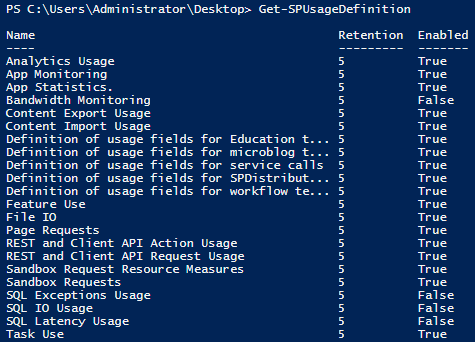 PS C:\Users\Administrator\Desktop> Get-SPUsageDefinition
Name Retention Enabled
---- --------- -------
Analytics Usage 5 True
App Monitoring 5 True
App Statistics. 5 True
Bandwidth Monitoring 5 False
Content Export Usage 5 True
Content Import Usage 5 True
Definition of usage fields for Education t... 5 True
Definition of usage fields for microblog t... 5 True
Definition of usage fields for service calls 5 True
Definition of usage fields for SPDistribut... 5 True
Definition of usage fields for workflow te... 5 True
Feature Use 5 True
File IO 5 True
Page Requests 5 True
REST and Client API Action Usage 5 True
REST and Client API Request Usage 5 True
Sandbox Request Resource Measures 5 True
Sandbox Requests 5 True
SQL Exceptions Usage 5 False
SQL IO Usage 5 False
SQL Latency Usage 5 False
Task Use 5 True